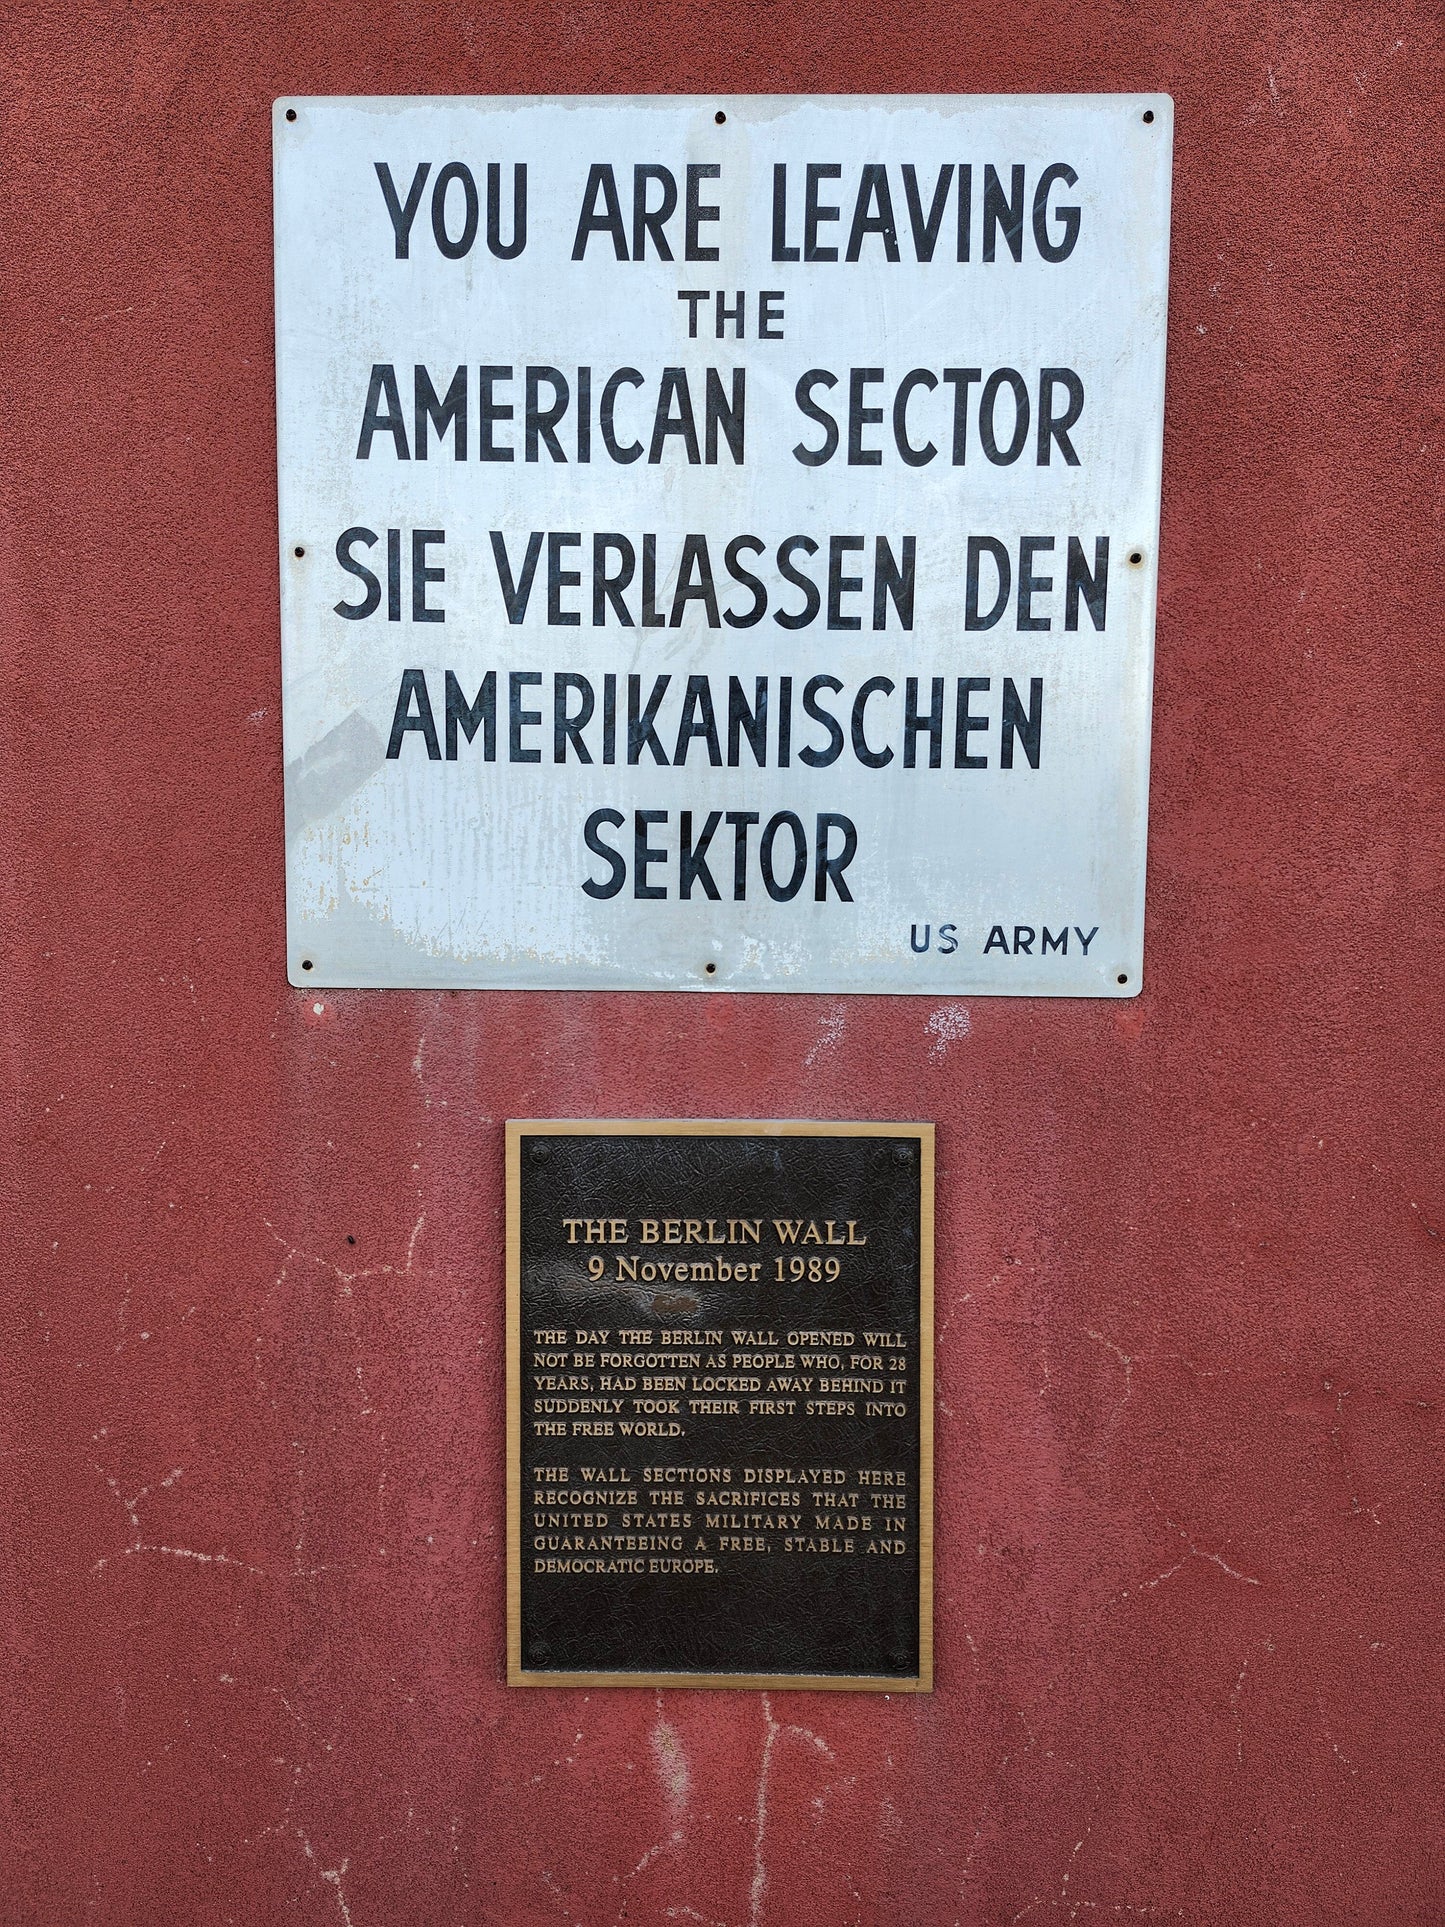 YOU ARE LEAVING
THE
AMERICAN SECTOR
SIE VERLASSEN DEN
AMERIKANISCHEN
SEKTOR
US ARMY
THE BERLIN WALL
9 November 1989
THE DAY THE BERLIN WALL OPENED WILL
NOT BE FORGOTTEN AS PEOPLE WHO, FOR 28
YEARS, HAD BEEN LOCKED AWAY BEHIND IT
SUDDENLY TOOK THEIR FIRST STEPS INTO
THE FREE WORLD.
THE WALL SECTIONS DISPLAYED HERE
RECOGNIZE THE SACRIFICES THAT THE
UNITED STATES MILITARY MADE IN
GUARANTEEING A FREE, STABLE AND
DEMOCRATIC EUROPE.